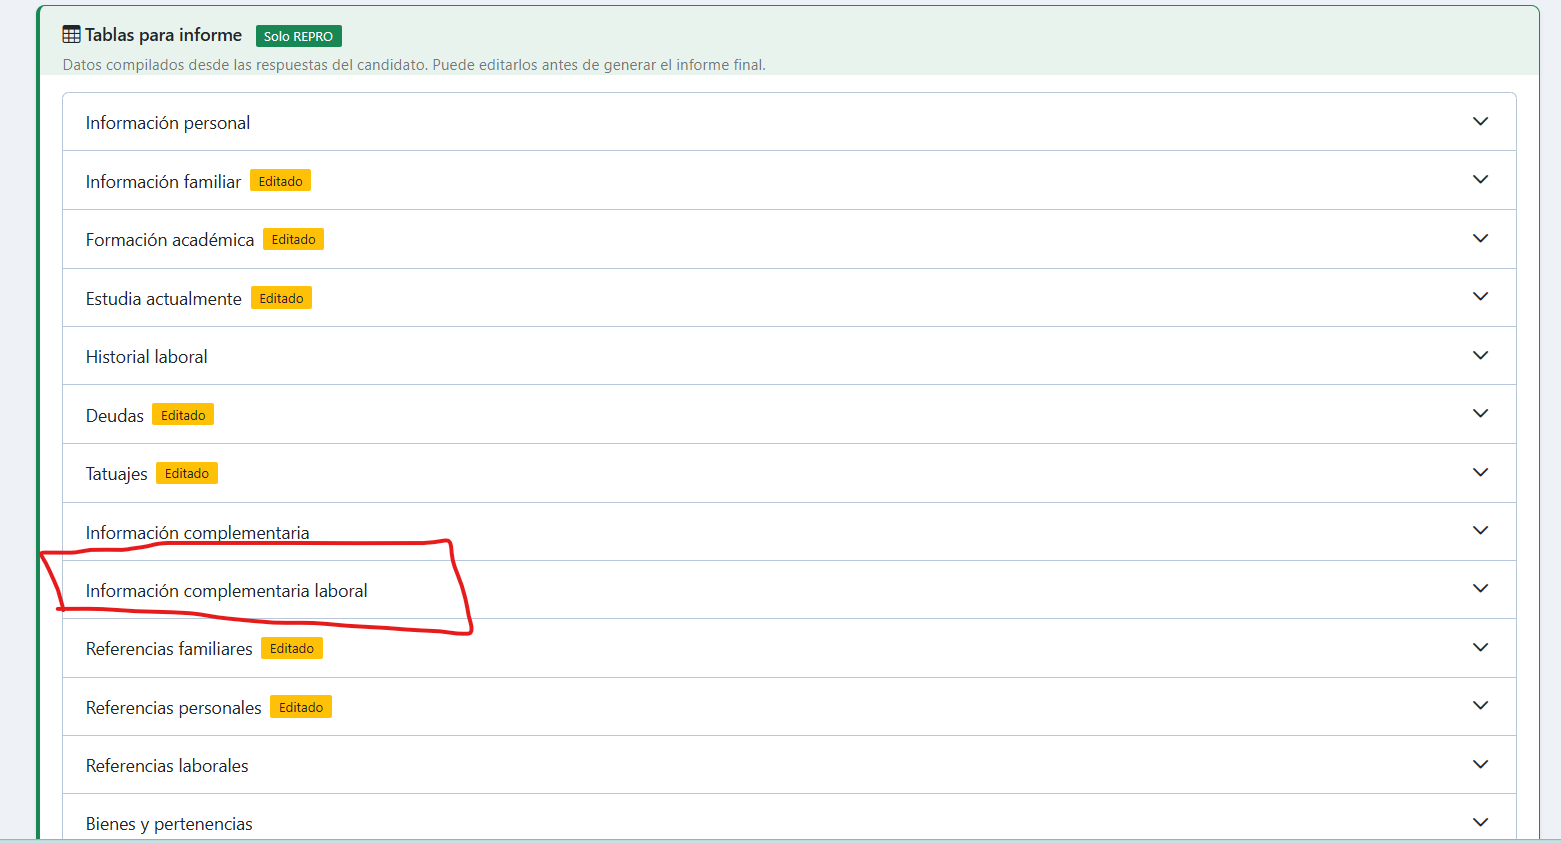 Tablas para informe Solo REPRO
Datos compilados desde las respuestas del candidato. Puede editarlos antes de generar el informe final.
Información personal
Información familiar Editado
Formación académica Editado
Estudia actualmente Editado
Historial laboral
Deudas Editado
Tatuajes Editado
Información complementaria
Información complementaria laboral
Referencias familiares Editado
Referencias personales Editado
Referencias laborales
Bienes y pertenencias